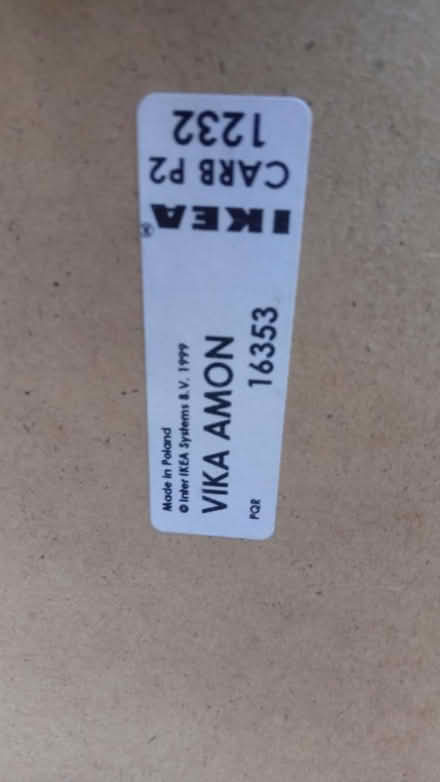 Made in Poland
© Inter IKEA Systems B.V. 1999
VIKA AMON
PQR 16353
IKEA®
CARB P2
1232